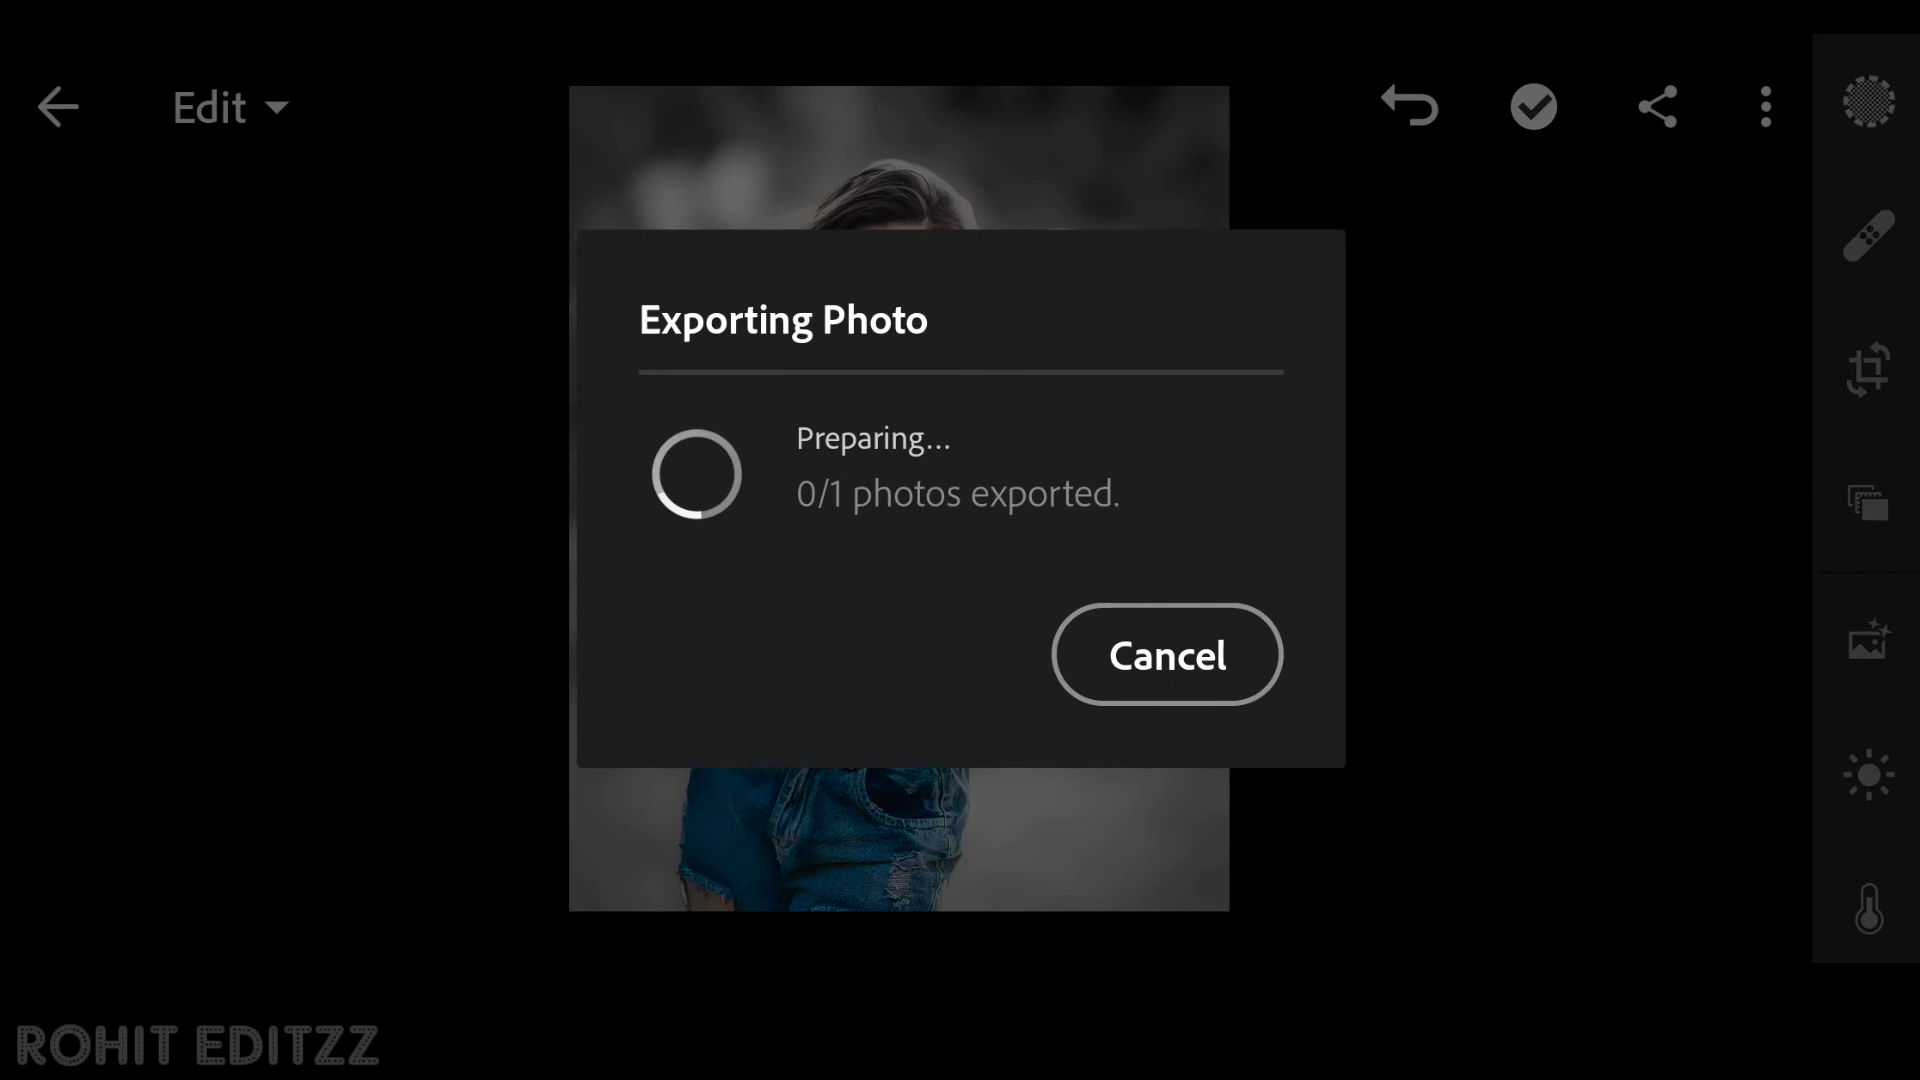 Edit
Exporting Photo
Preparing...
0/1 photos exported.
Cancel
ROHIT EDITZZ